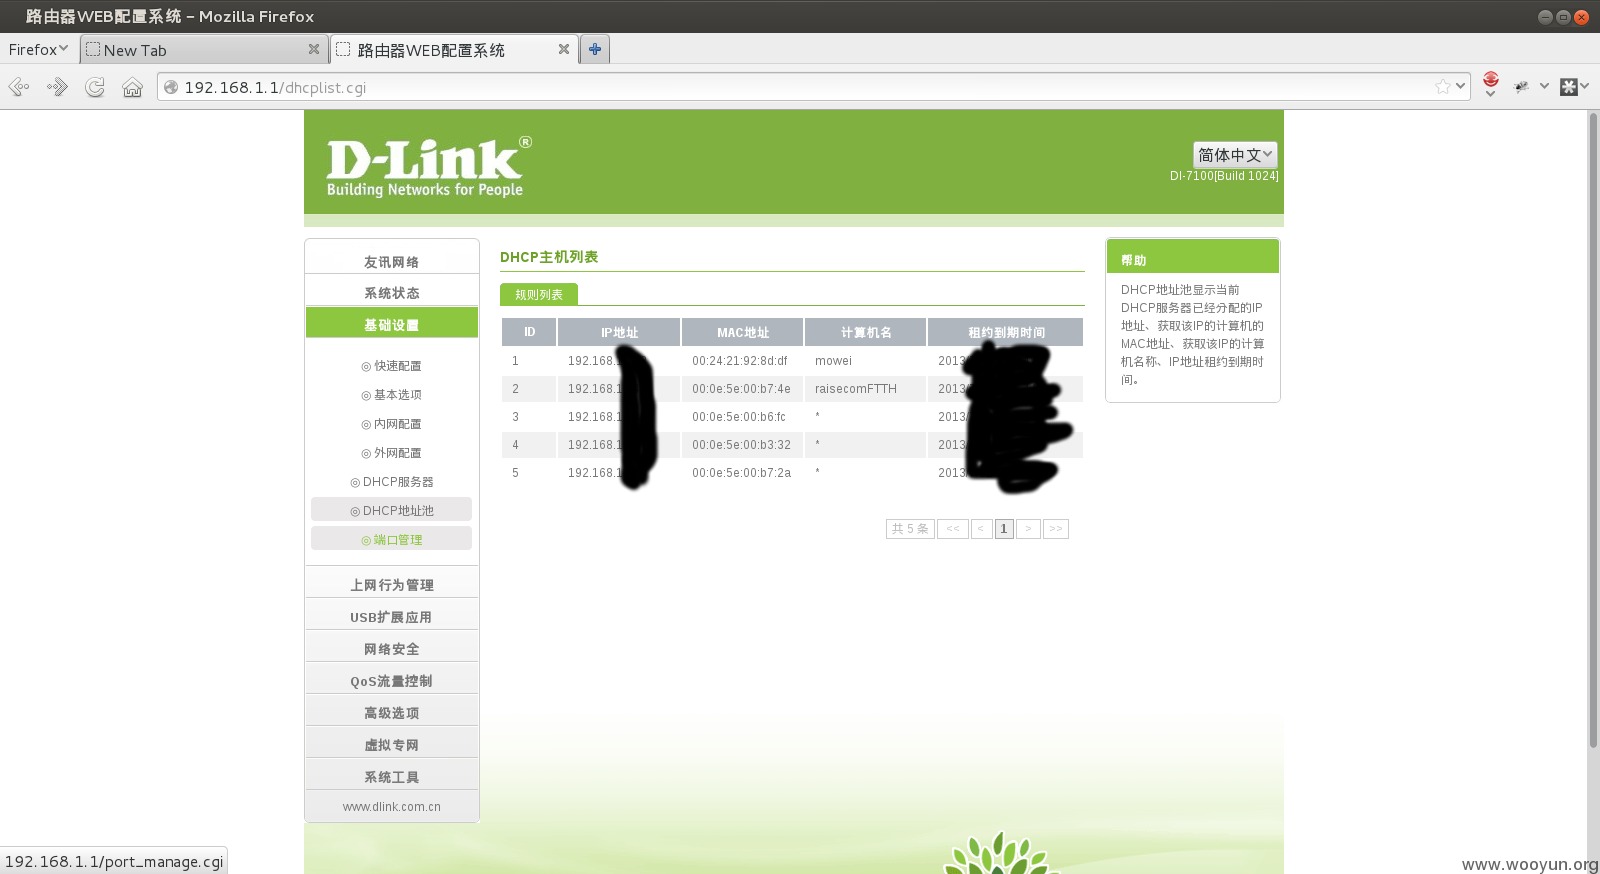 路由器WEB配置系统 - Mozilla Firefox
Firefox
New Tab
路由器WEB配置系统
192.168.1.1/dhcplist.cgi
D-Link®
Building Networks for People
简体中文
DI-7100[Build 1024]
友讯网络
系统状态
基础设置
◎ 快速配置
◎ 基本选项
◎ 内网配置
◎ 外网配置
◎ DHCP服务器
◎ DHCP地址池
◎ 端口管理
上网行为管理
USB扩展应用
网络安全
QoS流量控制
高级选项
虚拟专网
系统工具
www.dlink.com.cn
DHCP主机列表
规则列表
ID IP地址 MAC地址 计算机名 租约到期时间
1 192.168. 00:24:21:92:8d:df mowei 2013
2 192.168.1 00:0e:5e:00:b7:4e raisecomFTTH 2013
3 192.168.1 00:0e:5e:00:b6:fc * 2013
4 192.168.1 00:0e:5e:00:b3:32 * 2013
5 192.168.1 00:0e:5e:00:b7:2a * 2013
共 5 条 << < 1 > >>
帮助
DHCP地址池显示当前
DHCP服务器已经分配的IP
地址、获取该IP的计算机的
MAC地址、获取该IP的计算
机名称、IP地址租约到期时
间。
192.168.1.1/port_manage.cgi
www.wooyun.org